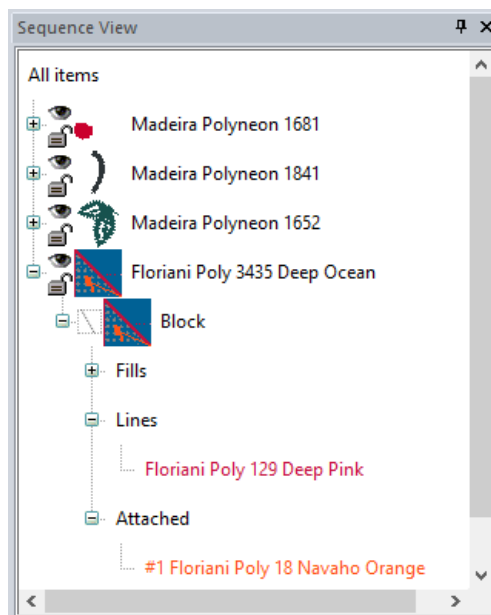 Sequence View
All items
Madeira Polyneon 1681
Madeira Polyneon 1841
Madeira Polyneon 1652
Floriani Poly 3435 Deep Ocean
Block
Fills
Lines
Floriani Poly 129 Deep Pink
Attached
#1 Floriani Poly 18 Navaho Orange